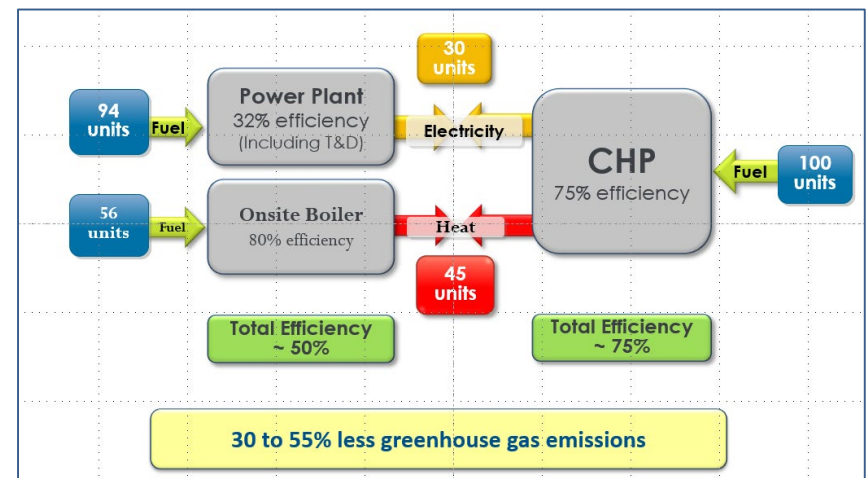 30
units
94
units
Fuel
Power Plant
32% efficiency
(Including T&D)
Electricity
CHP
75% efficiency
Fuel
100
units
56
units
Fuel
Onsite Boiler
80% efficiency
Heat
45
units
Total Efficiency
~ 50%
Total Efficiency
~ 75%
30 to 55% less greenhouse gas emissions